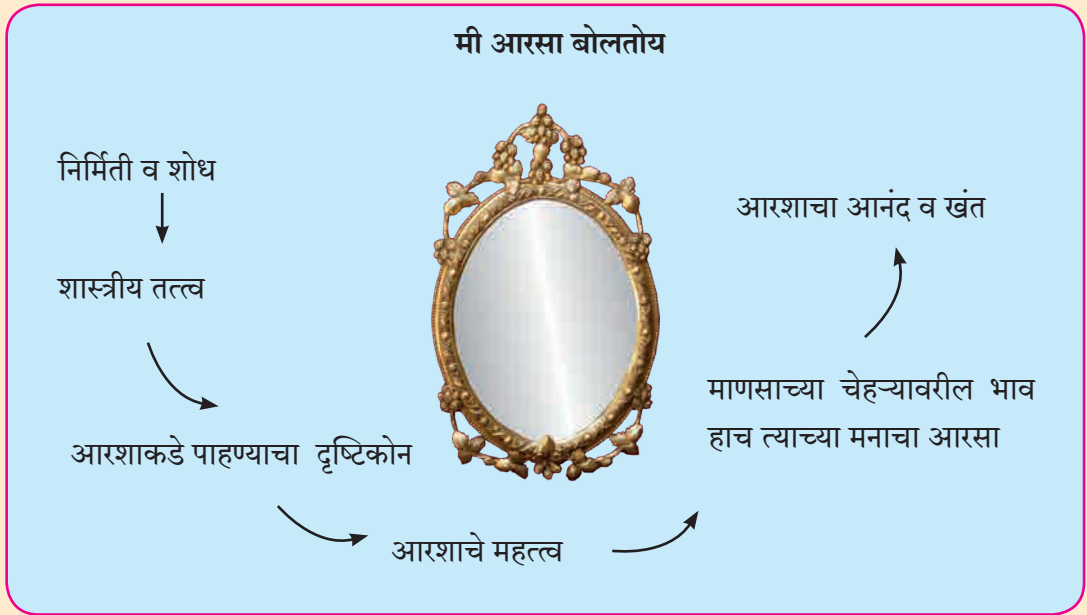 मी आरसा बोलतोय
निर्मिती व शोध
शास्त्रीय तत्त्व
आरशाकडे पाहण्याचा दृष्टिकोन
आरशाचे महत्त्व
माणसाच्या चेहऱ्यावरील भाव
हाच त्याच्या मनाचा आरसा
आरशाचा आनंद व खंत